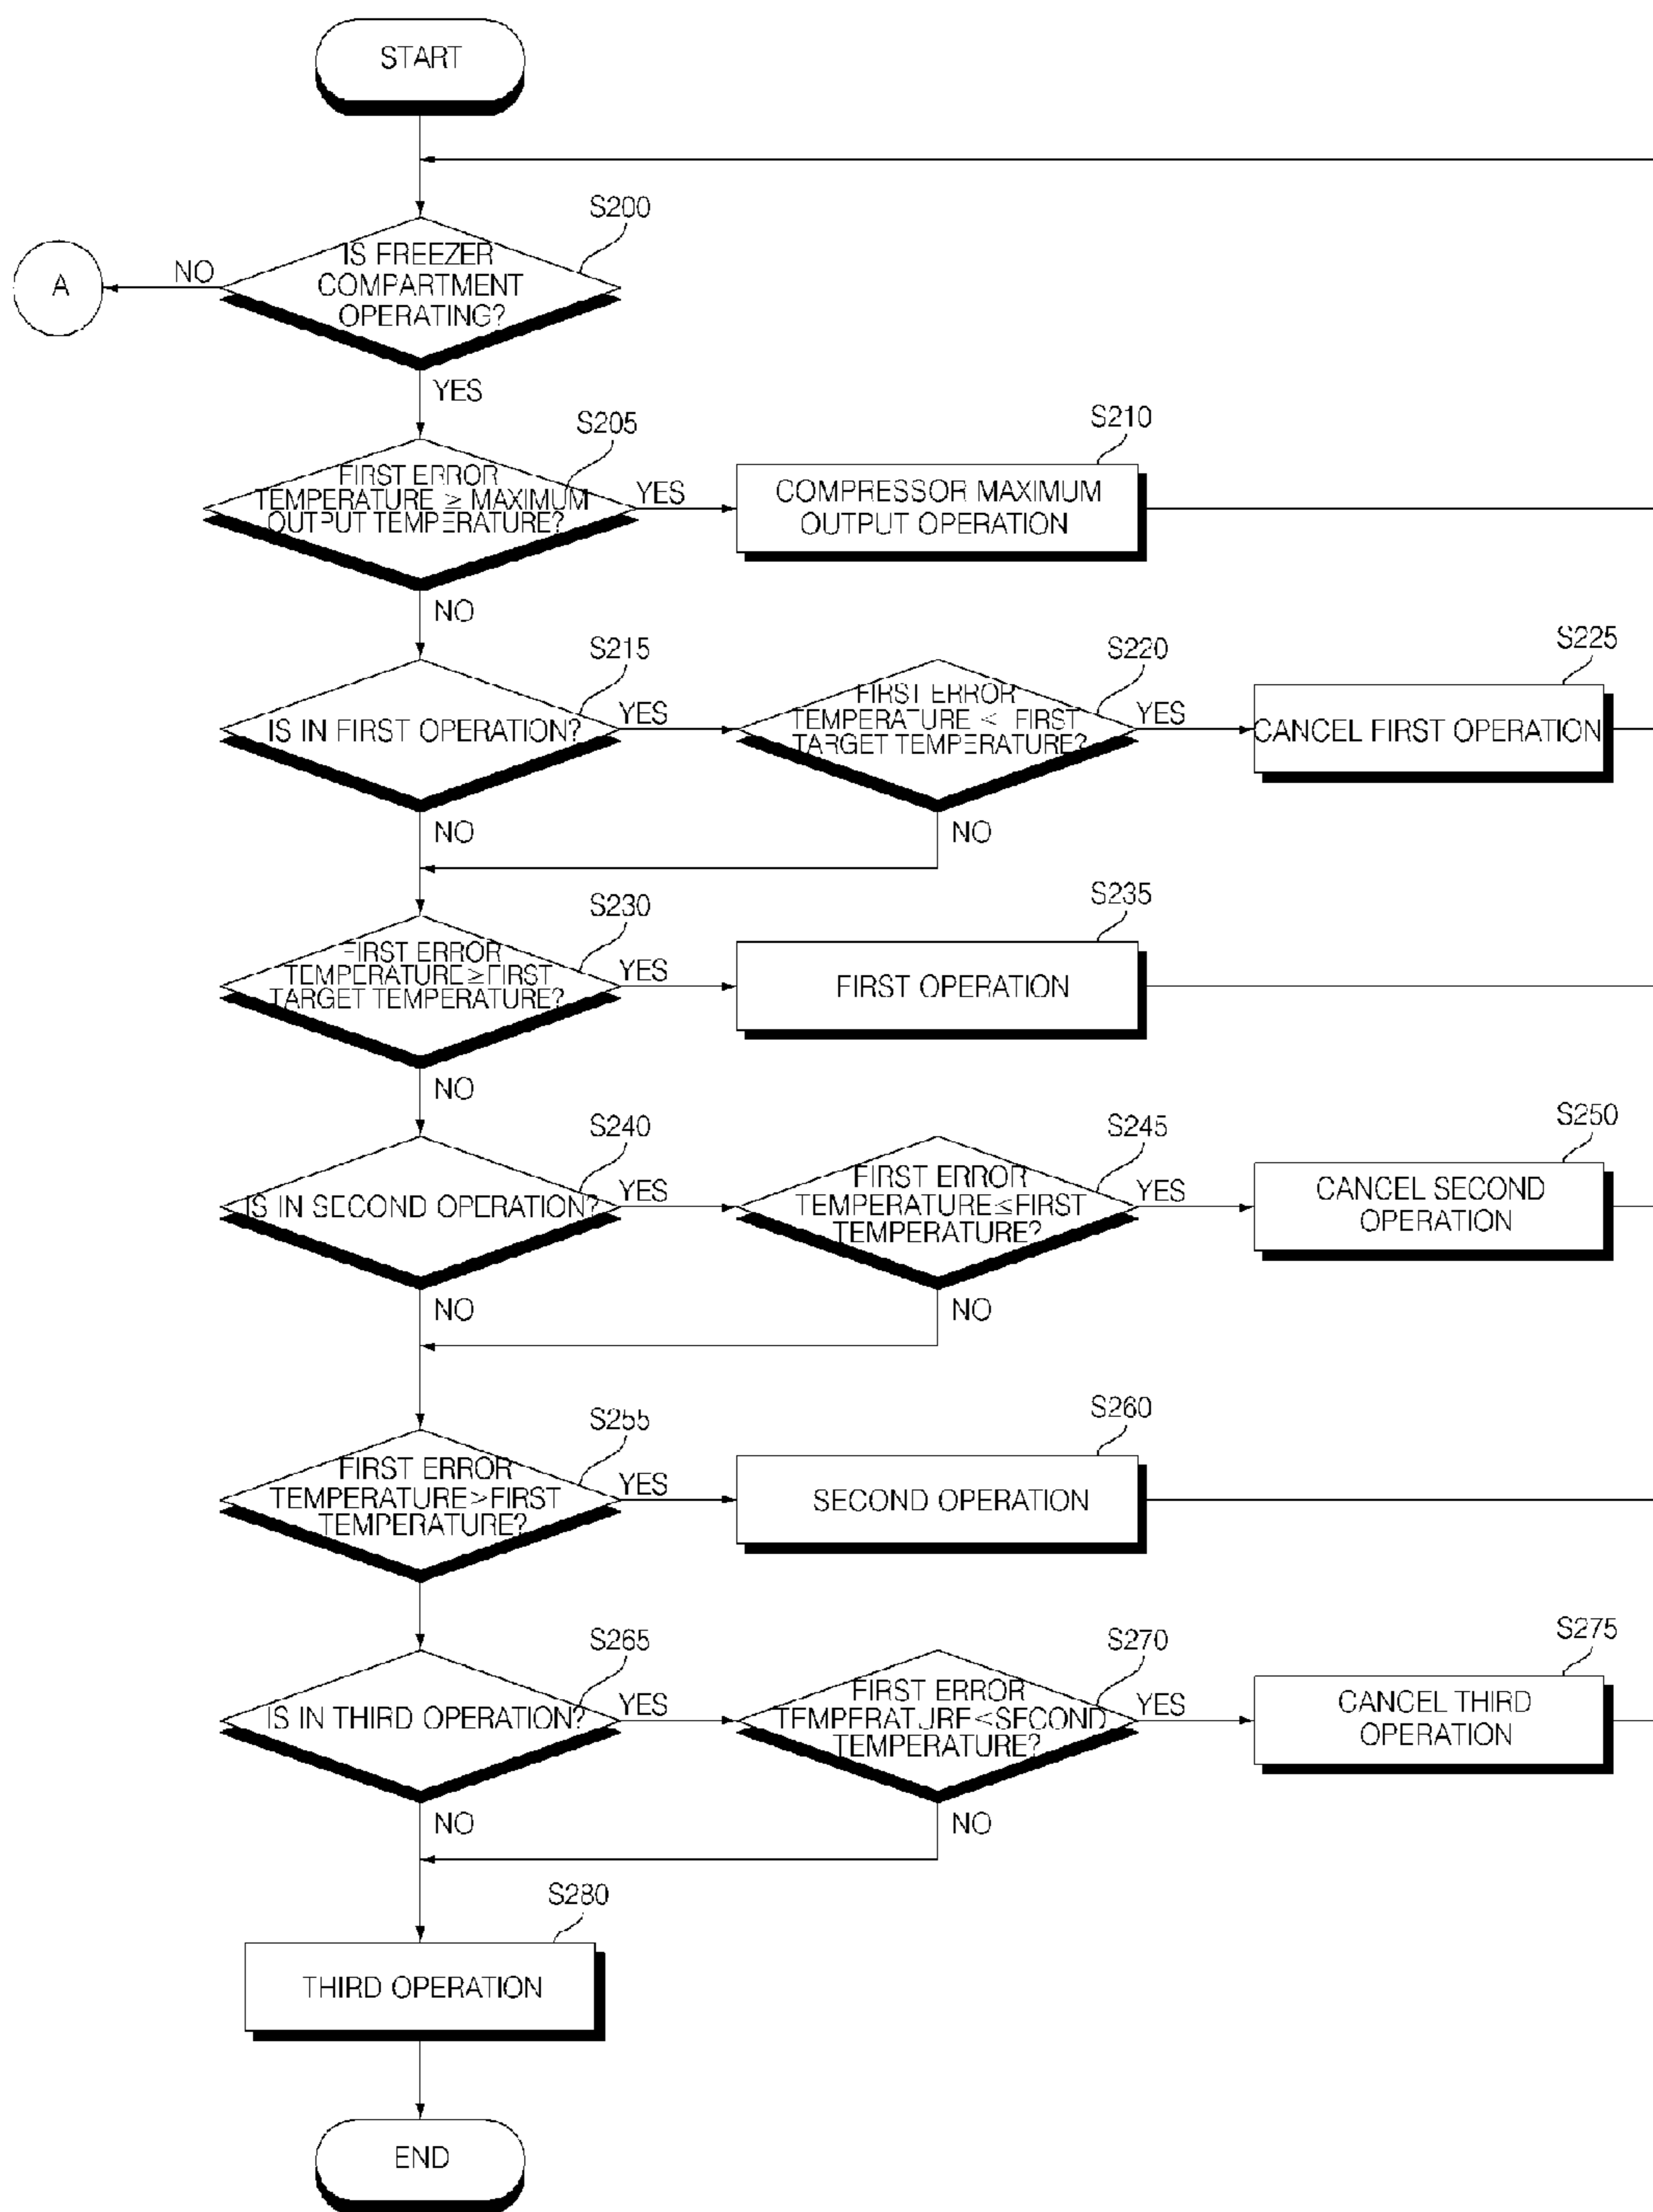 START
S200
IS FREEZER
COMPARTMENT
OPERATING?
NO
A
YES
S205
FIRST ERROR
TEMPERATURE ≥ MAXIMUM
OUTPUT TEMPERATURE?
YES
S210
COMPRESSOR MAXIMUM
OUTPUT OPERATION
NO
S215
IS IN FIRST OPERATION?
YES
S220
FIRST ERROR
TEMPERATURE < FIRST
TARGET TEMPERATURE?
YES
S225
CANCEL FIRST OPERATION
NO
NO
S230
FIRST ERROR
TEMPERATURE≥FIRST
TARGET TEMPERATURE?
YES
S235
FIRST OPERATION
NO
S240
IS IN SECOND OPERATION?
YES
S245
FIRST ERROR
TEMPERATURE≤FIRST
TEMPERATURE?
YES
S250
CANCEL SECOND
OPERATION
NO
NO
S255
FIRST ERROR
TEMPERATURE>FIRST
TEMPERATURE?
YES
S260
SECOND OPERATION
S265
IS IN THIRD OPERATION?
YES
S270
FIRST ERROR
TEMPERATURE≤SECOND
TEMPERATURE?
YES
S275
CANCEL THIRD
OPERATION
NO
NO
S280
THIRD OPERATION
END